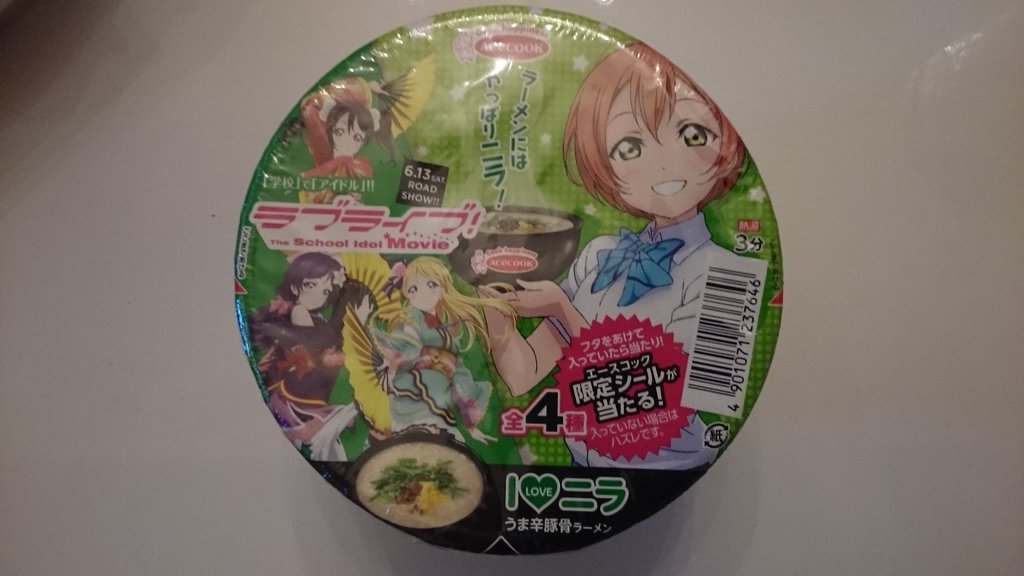 ACECOOK
ラーメンには
やっぱりニラ！
【学校】で【アイドル】!!
6.13 SAT.
ROAD
SHOW!!
ラブライブ!
The School Idol Movie
ACECOOK
熱湯
3分
フタをあけて
入っていたら当たり!
エースコック
限定シールが
当たる!
入っていない場合は
ハズレです。
全4種
4 901071 237646
紙
I LOVE ニラ
うま辛豚骨ラーメン